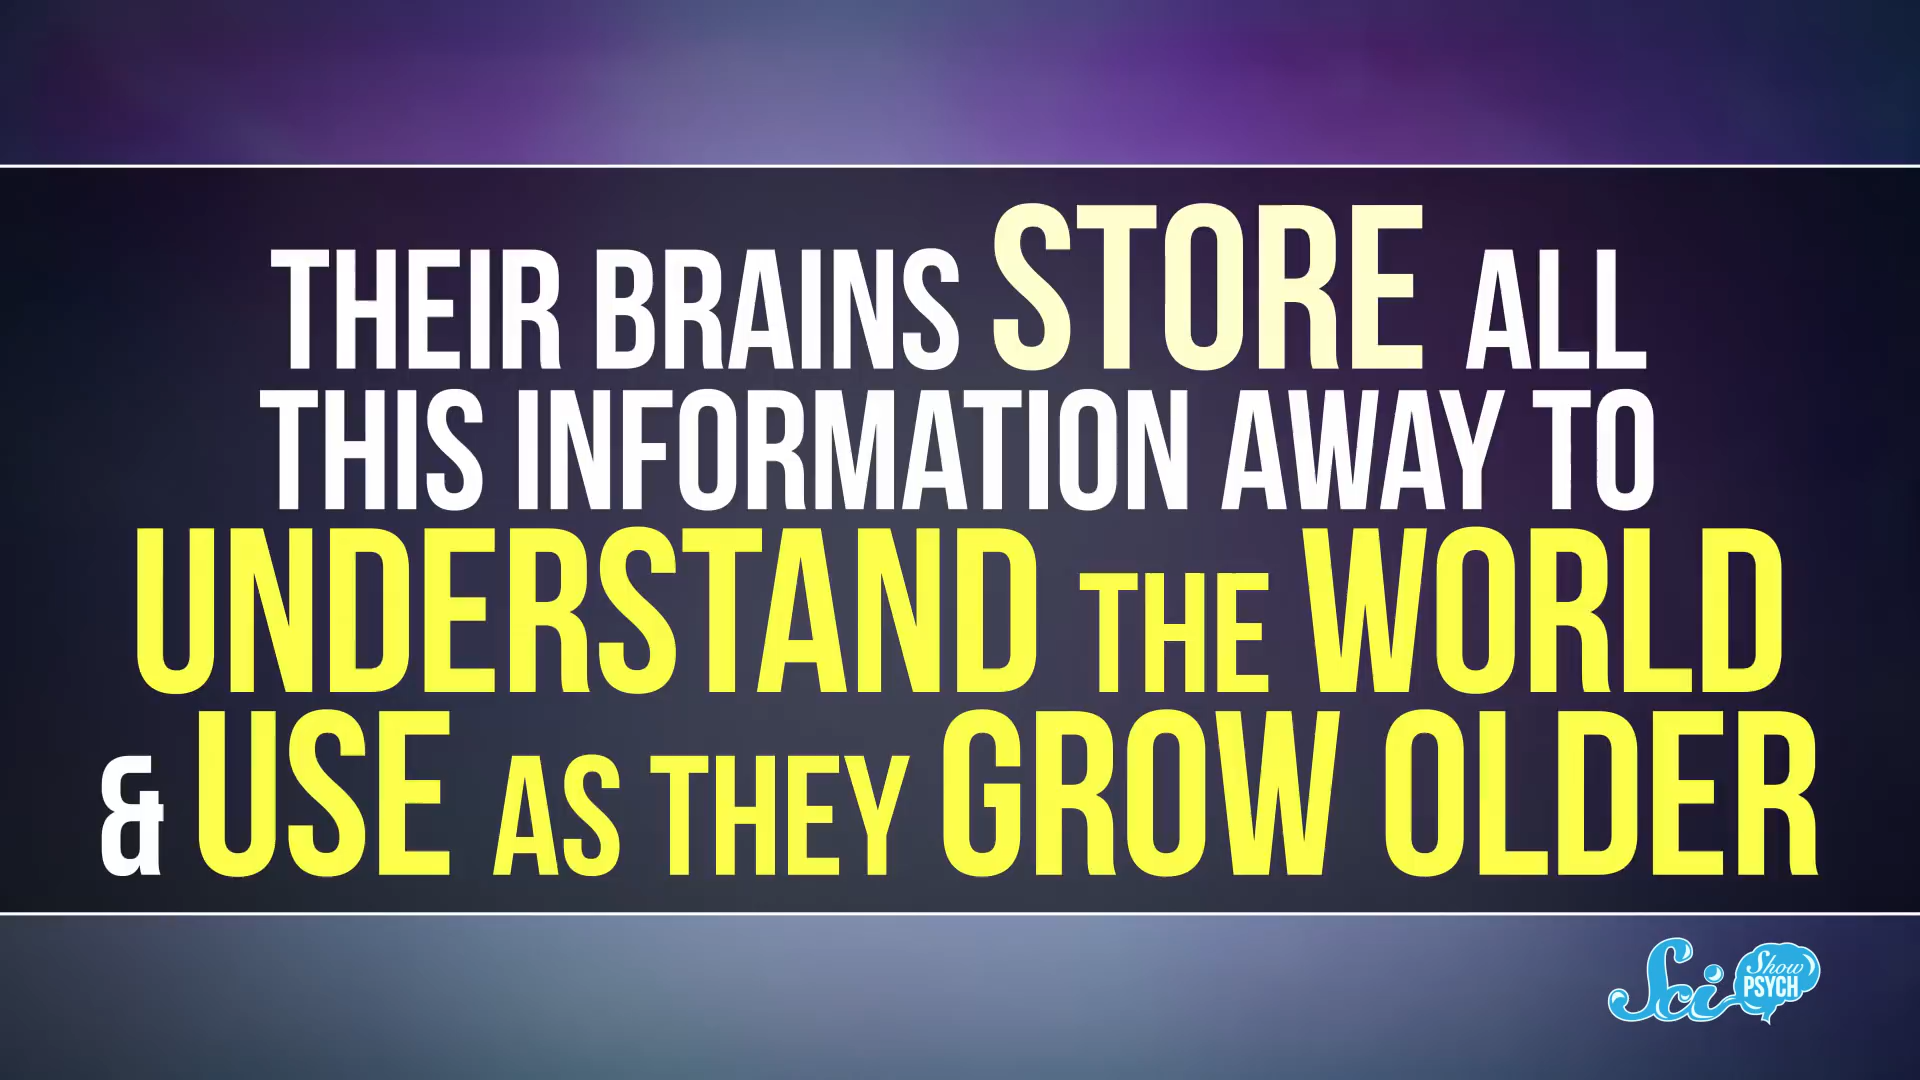 THEIR BRAINS STORE ALL
THIS INFORMATION AWAY TO
UNDERSTAND THE WORLD
& USE AS THEY GROW OLDER
Sci Show
PSYCH